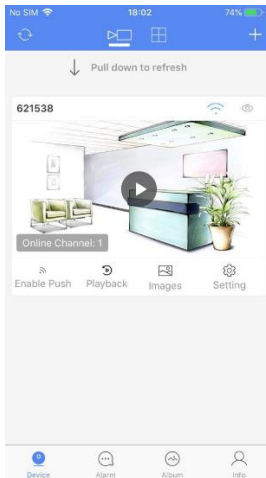 No SIM 18:02 74%
Pull down to refresh
621538
Online Channel: 1
Enable Push Playback Images Setting
Device Alarm Album Info